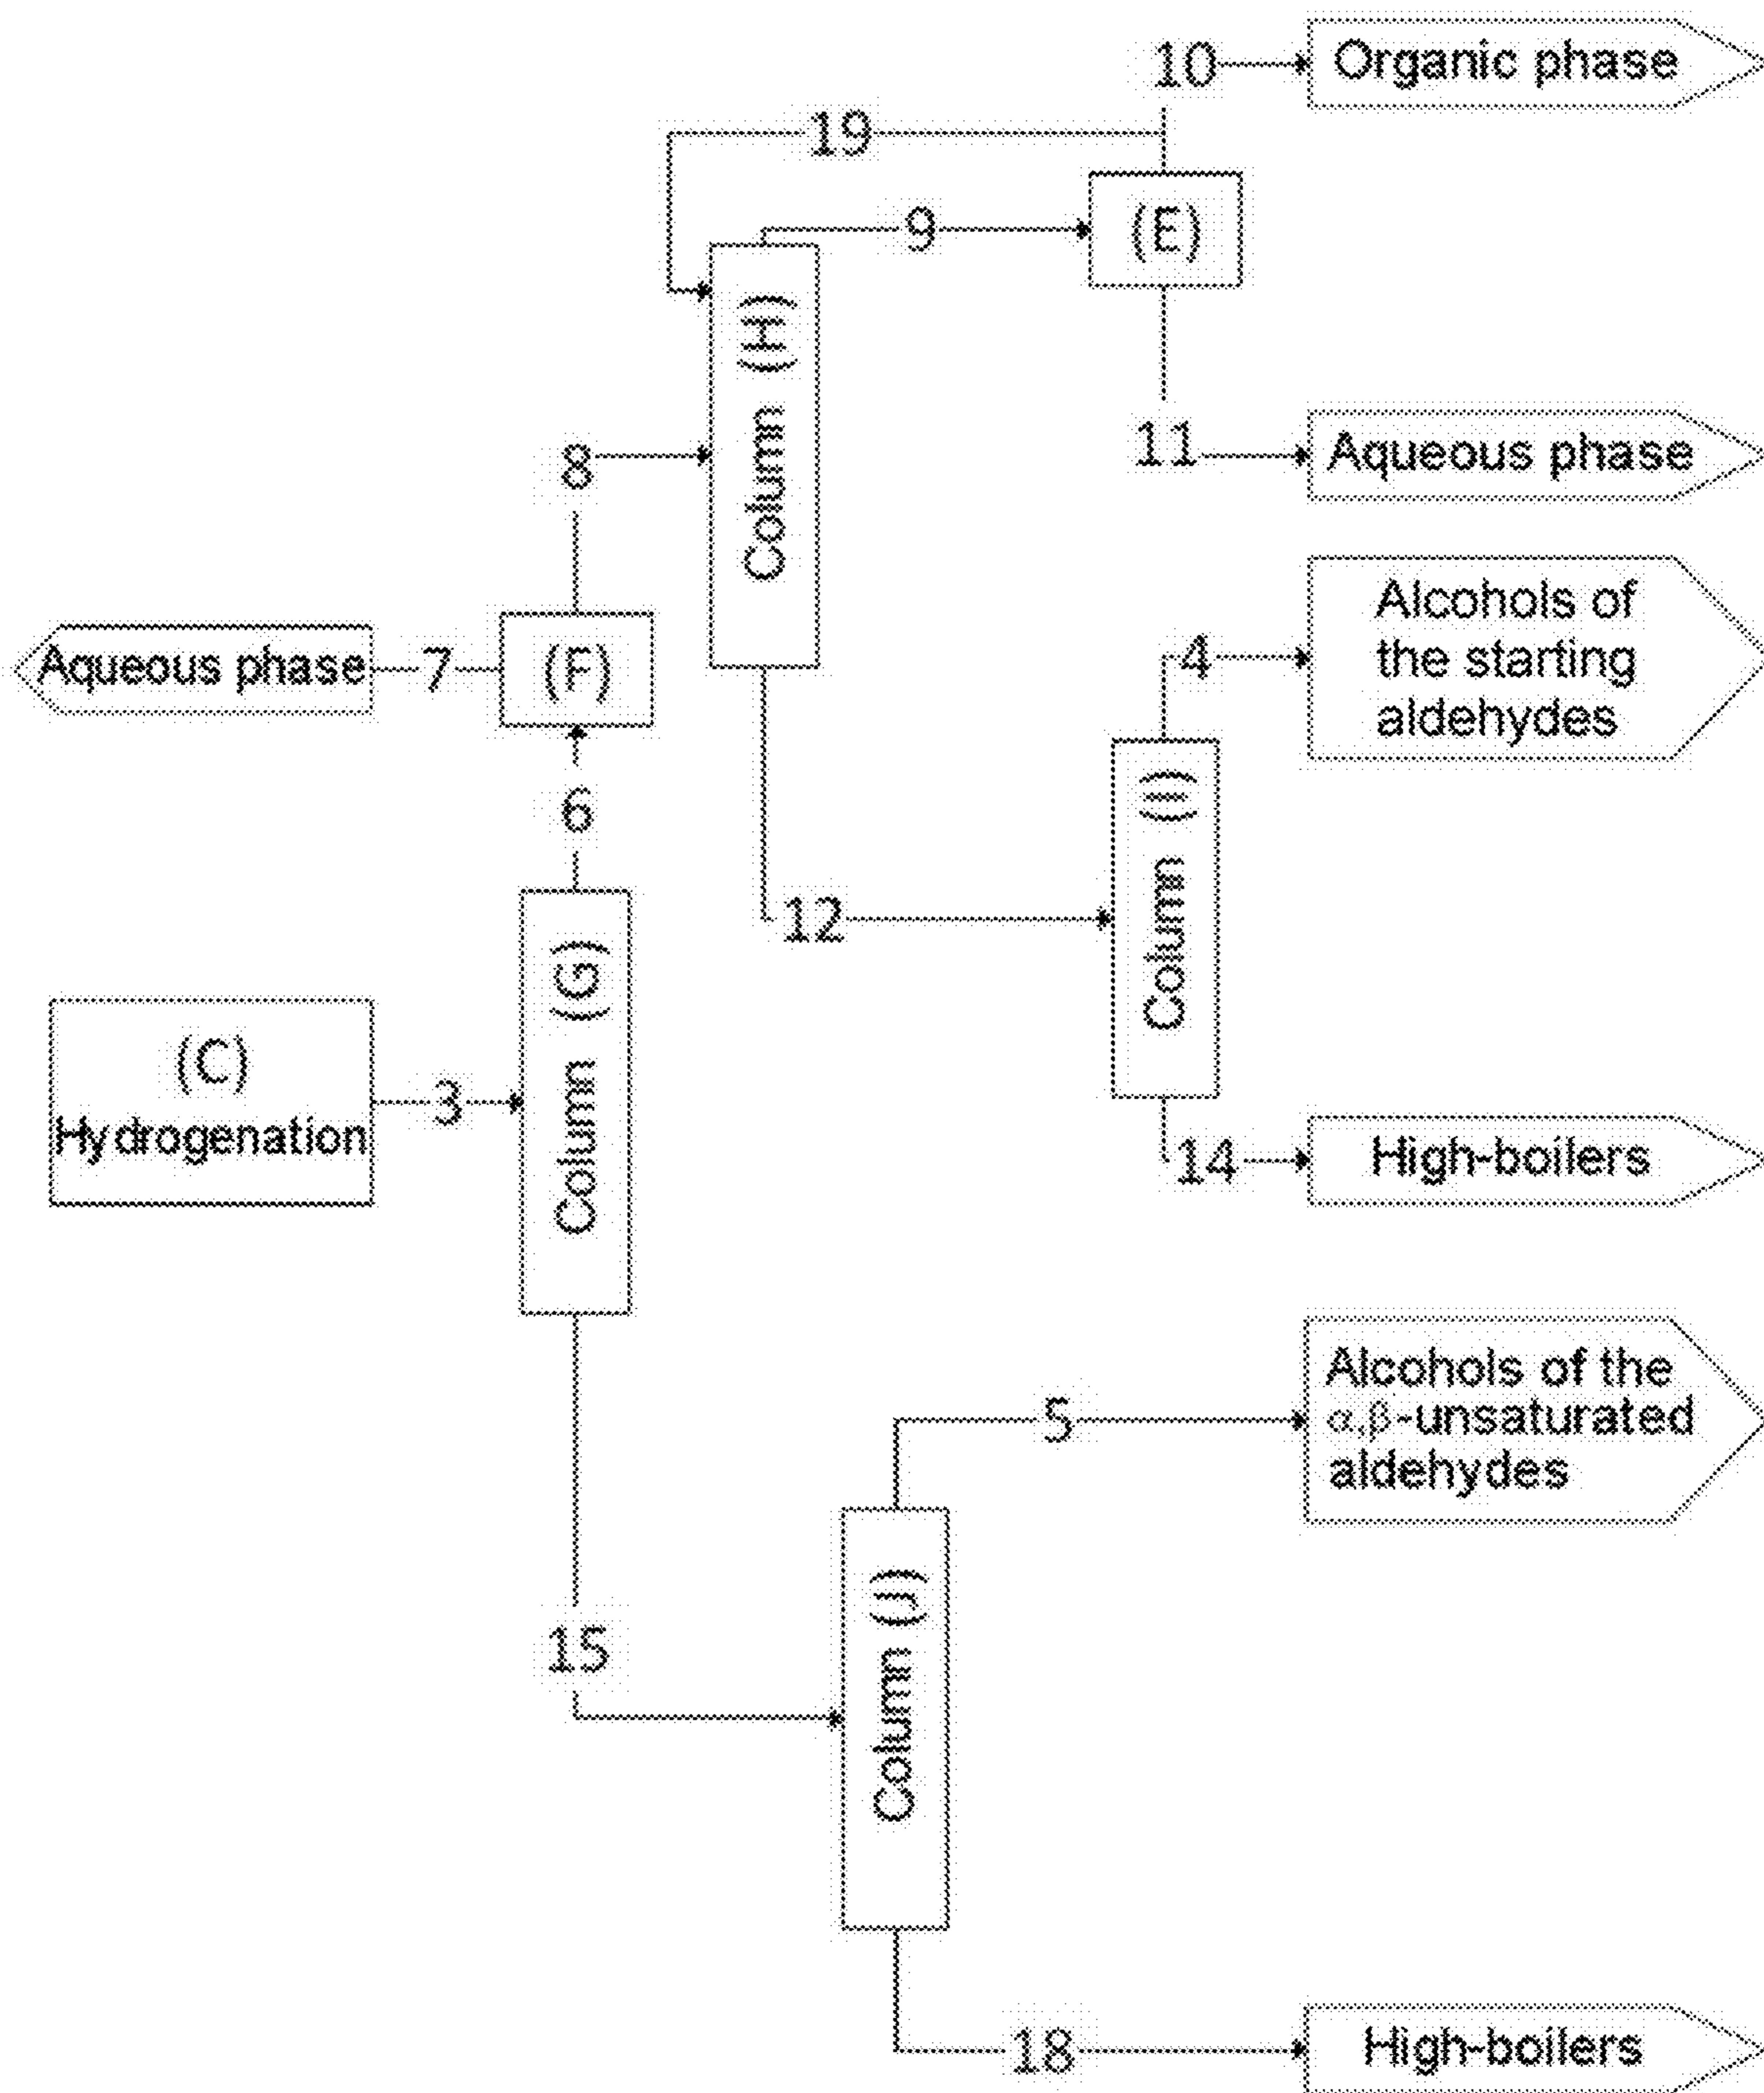 10
Organic phase
19
9
(E)
Column (H)
8
11
Aqueous phase
Alcohols of
the starting
aldehydes
4
Aqueous phase
7
(F)
6
Column (I)
12
Column (G)
(C)
Hydrogenation
3
14
High-boilers
Alcohols of the
α,β-unsaturated
aldehydes
5
15
Column (J)
18
High-boilers